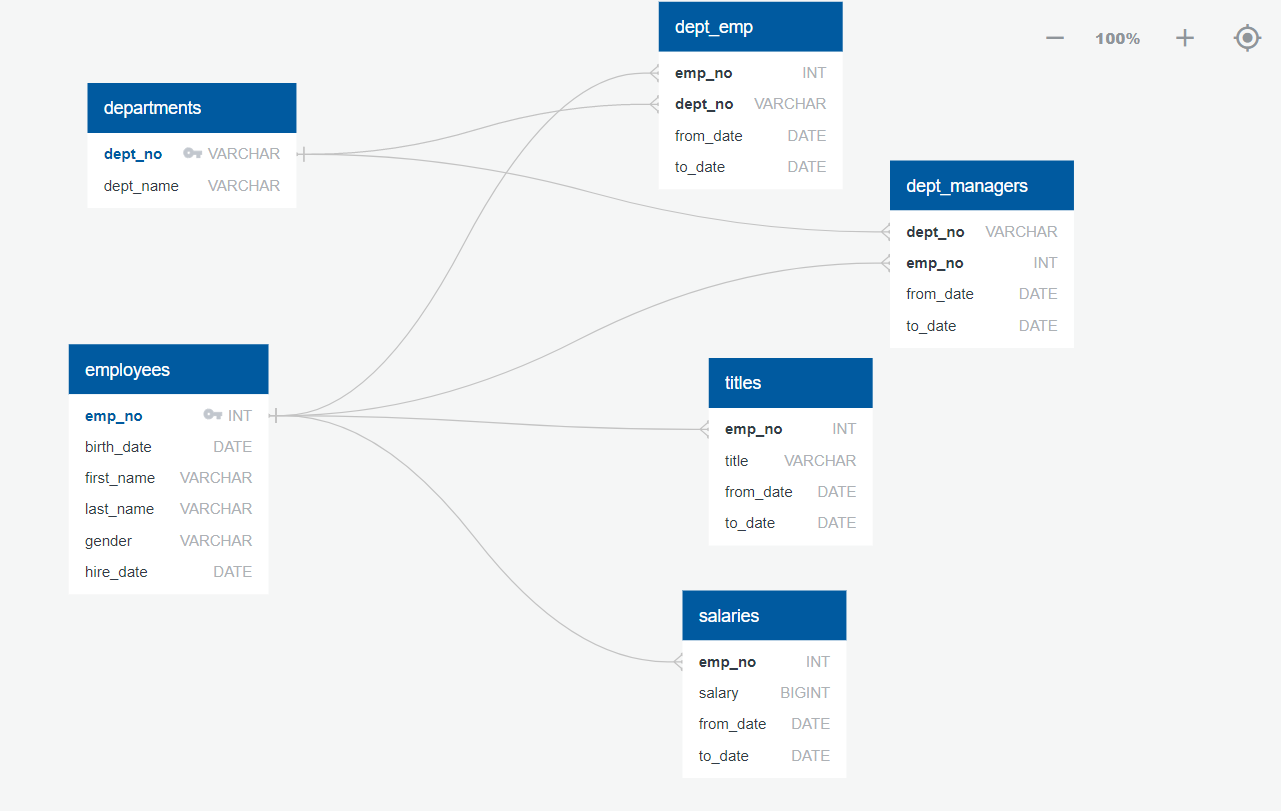 100%
departments
dept_no VARCHAR
dept_name VARCHAR
dept_emp
emp_no INT
dept_no VARCHAR
from_date DATE
to_date DATE
dept_managers
dept_no VARCHAR
emp_no INT
from_date DATE
to_date DATE
employees
emp_no INT
birth_date DATE
first_name VARCHAR
last_name VARCHAR
gender VARCHAR
hire_date DATE
titles
emp_no INT
title VARCHAR
from_date DATE
to_date DATE
salaries
emp_no INT
salary BIGINT
from_date DATE
to_date DATE